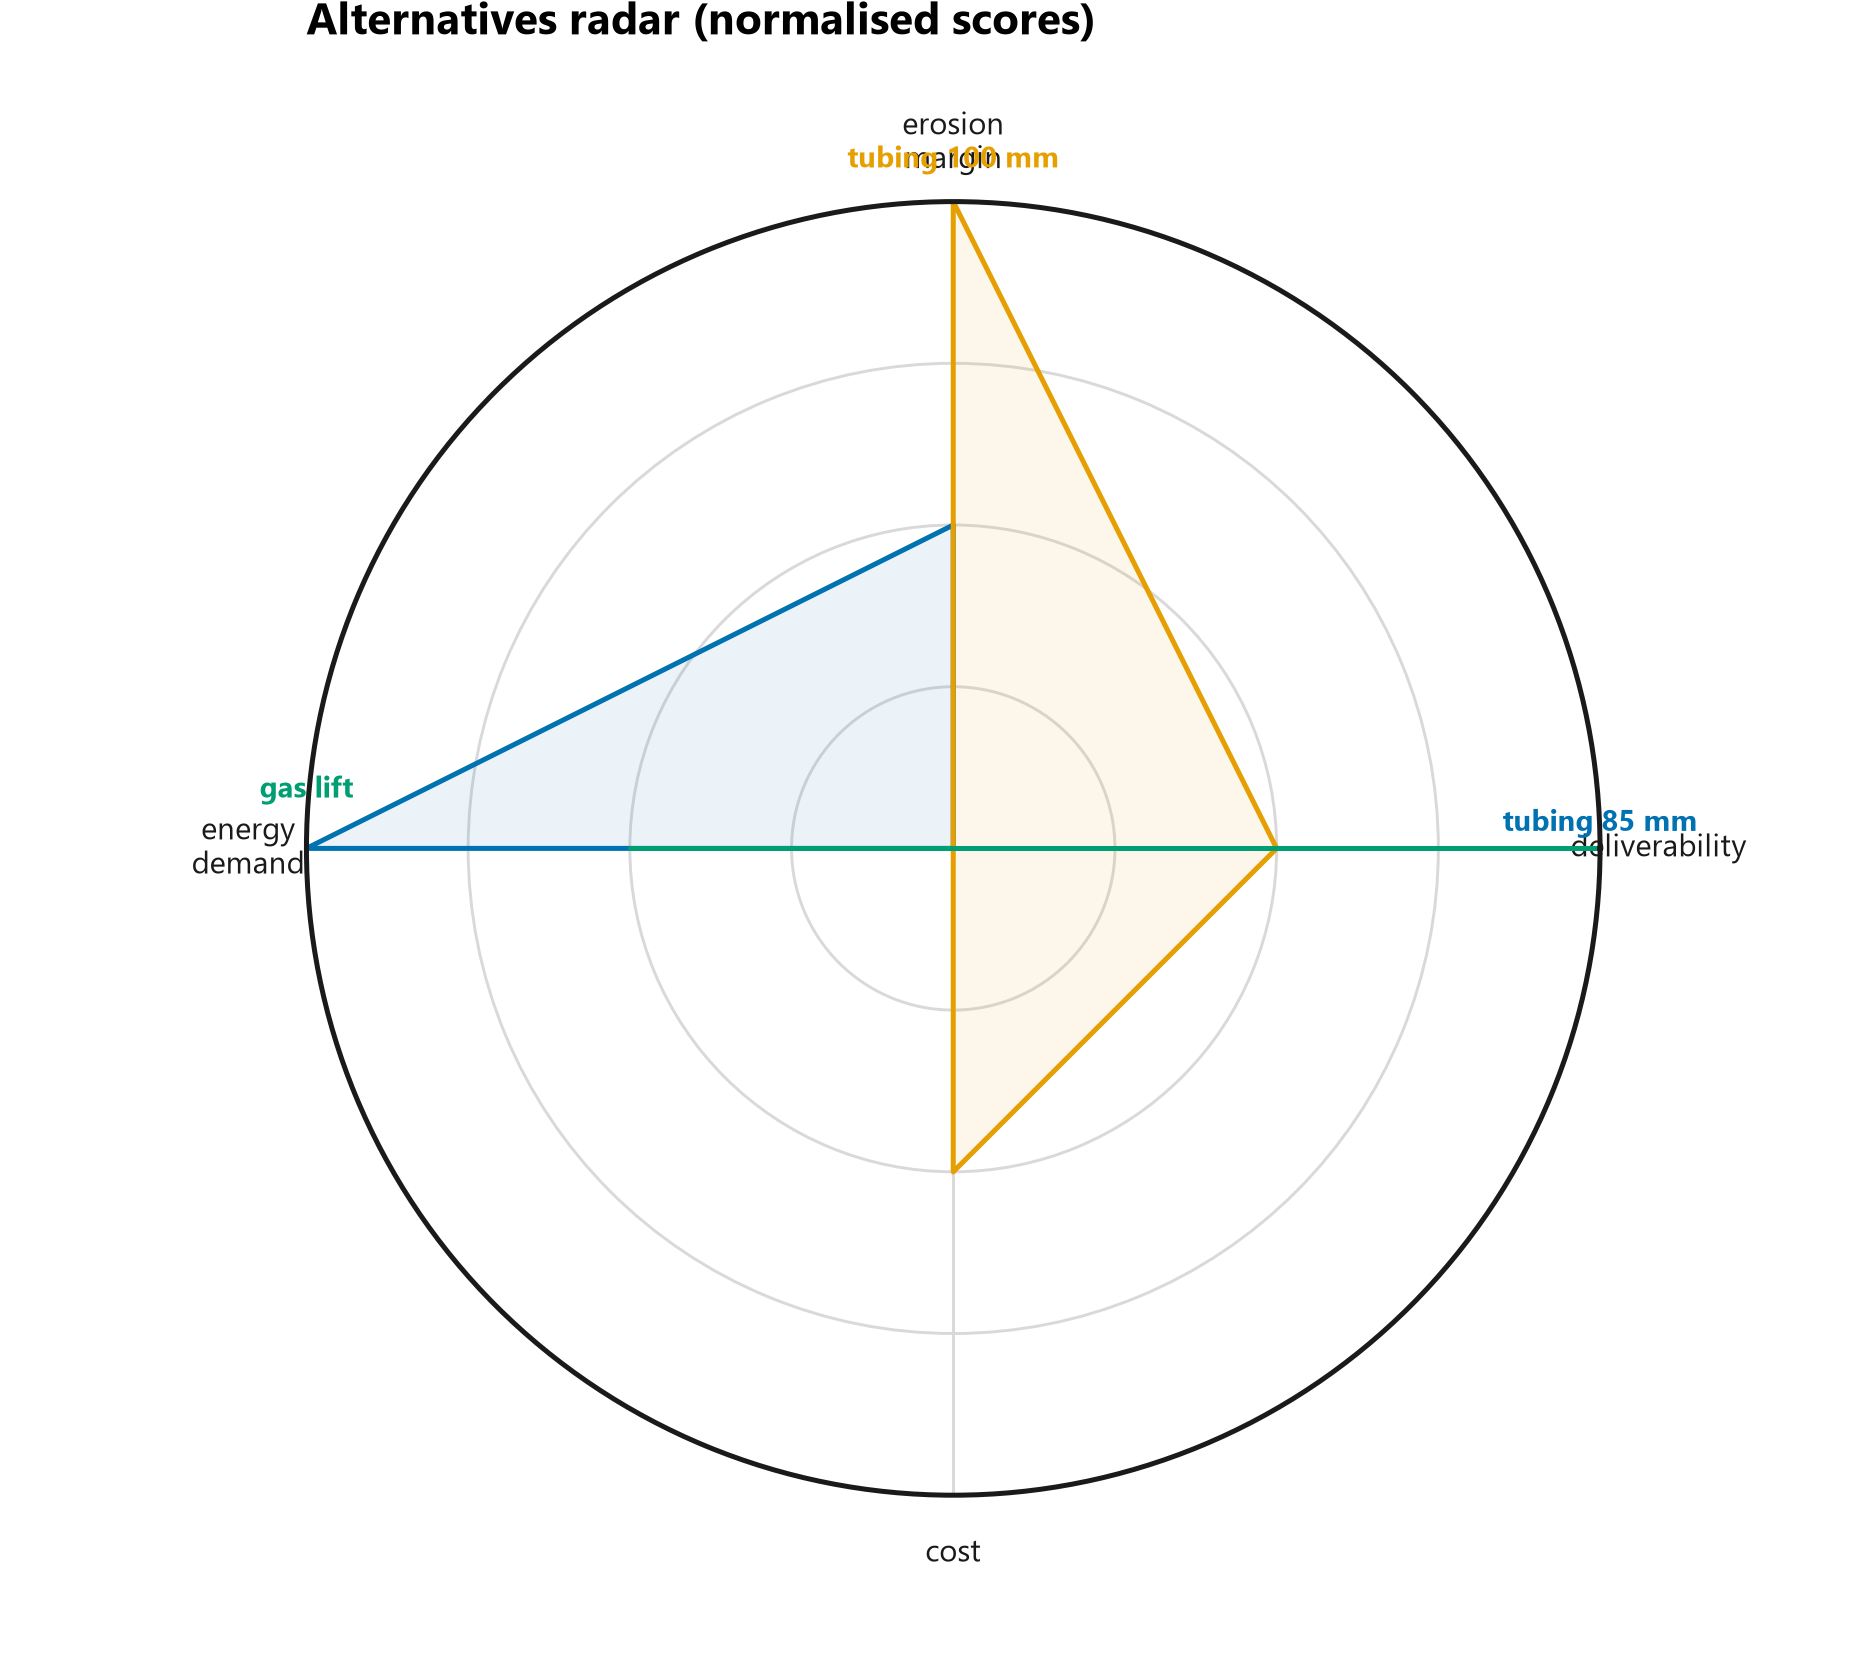 Alternatives radar (normalised scores)
erosion
margin
tubing 100 mm
gas lift
energy
demand
tubing 85 mm
deliverability
cost